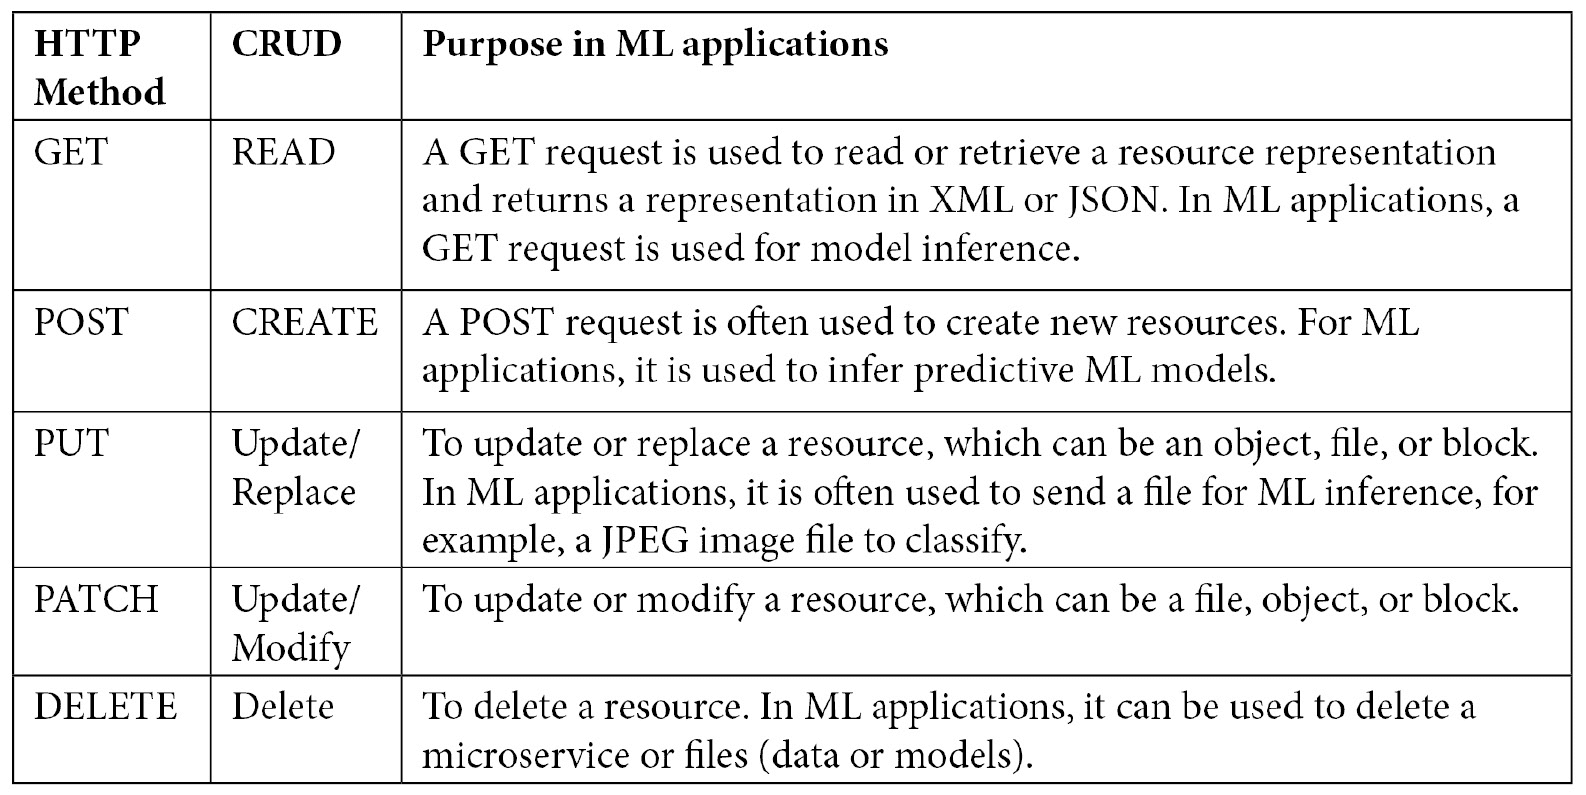 HTTP Method CRUD Purpose in ML applications
GET READ A GET request is used to read or retrieve a resource representation
and returns a representation in XML or JSON. In ML applications, a
GET request is used for model inference.
POST CREATE A POST request is often used to create new resources. For ML
applications, it is used to infer predictive ML models.
PUT Update/ Replace To update or replace a resource, which can be an object, file, or block.
In ML applications, it is often used to send a file for ML inference, for
example, a JPEG image file to classify.
PATCH Update/ Modify To update or modify a resource, which can be a file, object, or block.
DELETE Delete To delete a resource. In ML applications, it can be used to delete a
microservice or files (data or models).